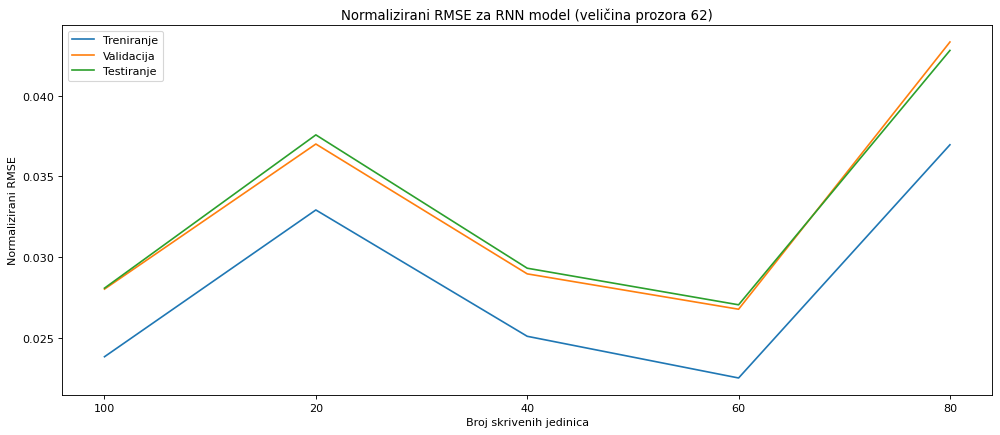 Normalizirani RMSE za RNN model (veličina prozora 62)
Treniranje
Validacija
Testiranje
Normalizirani RMSE
0.040
0.035
0.030
0.025
100 20 40 60 80
Broj skrivenih jedinica